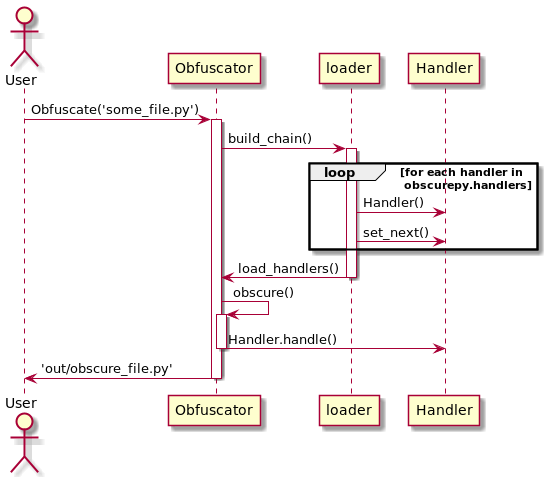 User
Obfuscator
loader
Handler
Obfuscate('some_file.py')
build_chain()
loop
[for each handler in
obscurepy.handlers]
Handler()
set_next()
load_handlers()
obscure()
Handler.handle()
'out/obscure_file.py'
User
Obfuscator
loader
Handler